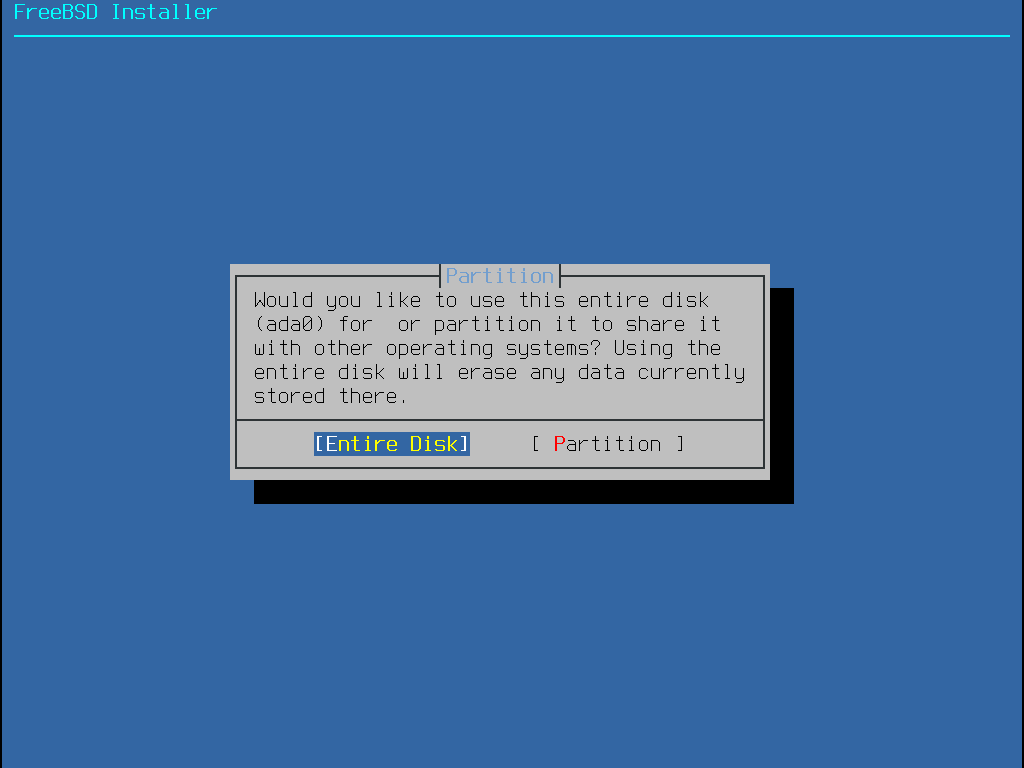 FreeBSD Installer
Partition
Would you like to use this entire disk
(ada0) for  or partition it to share it
with other operating systems? Using the
entire disk will erase any data currently
stored there.
[Entire Disk] [ Partition ]